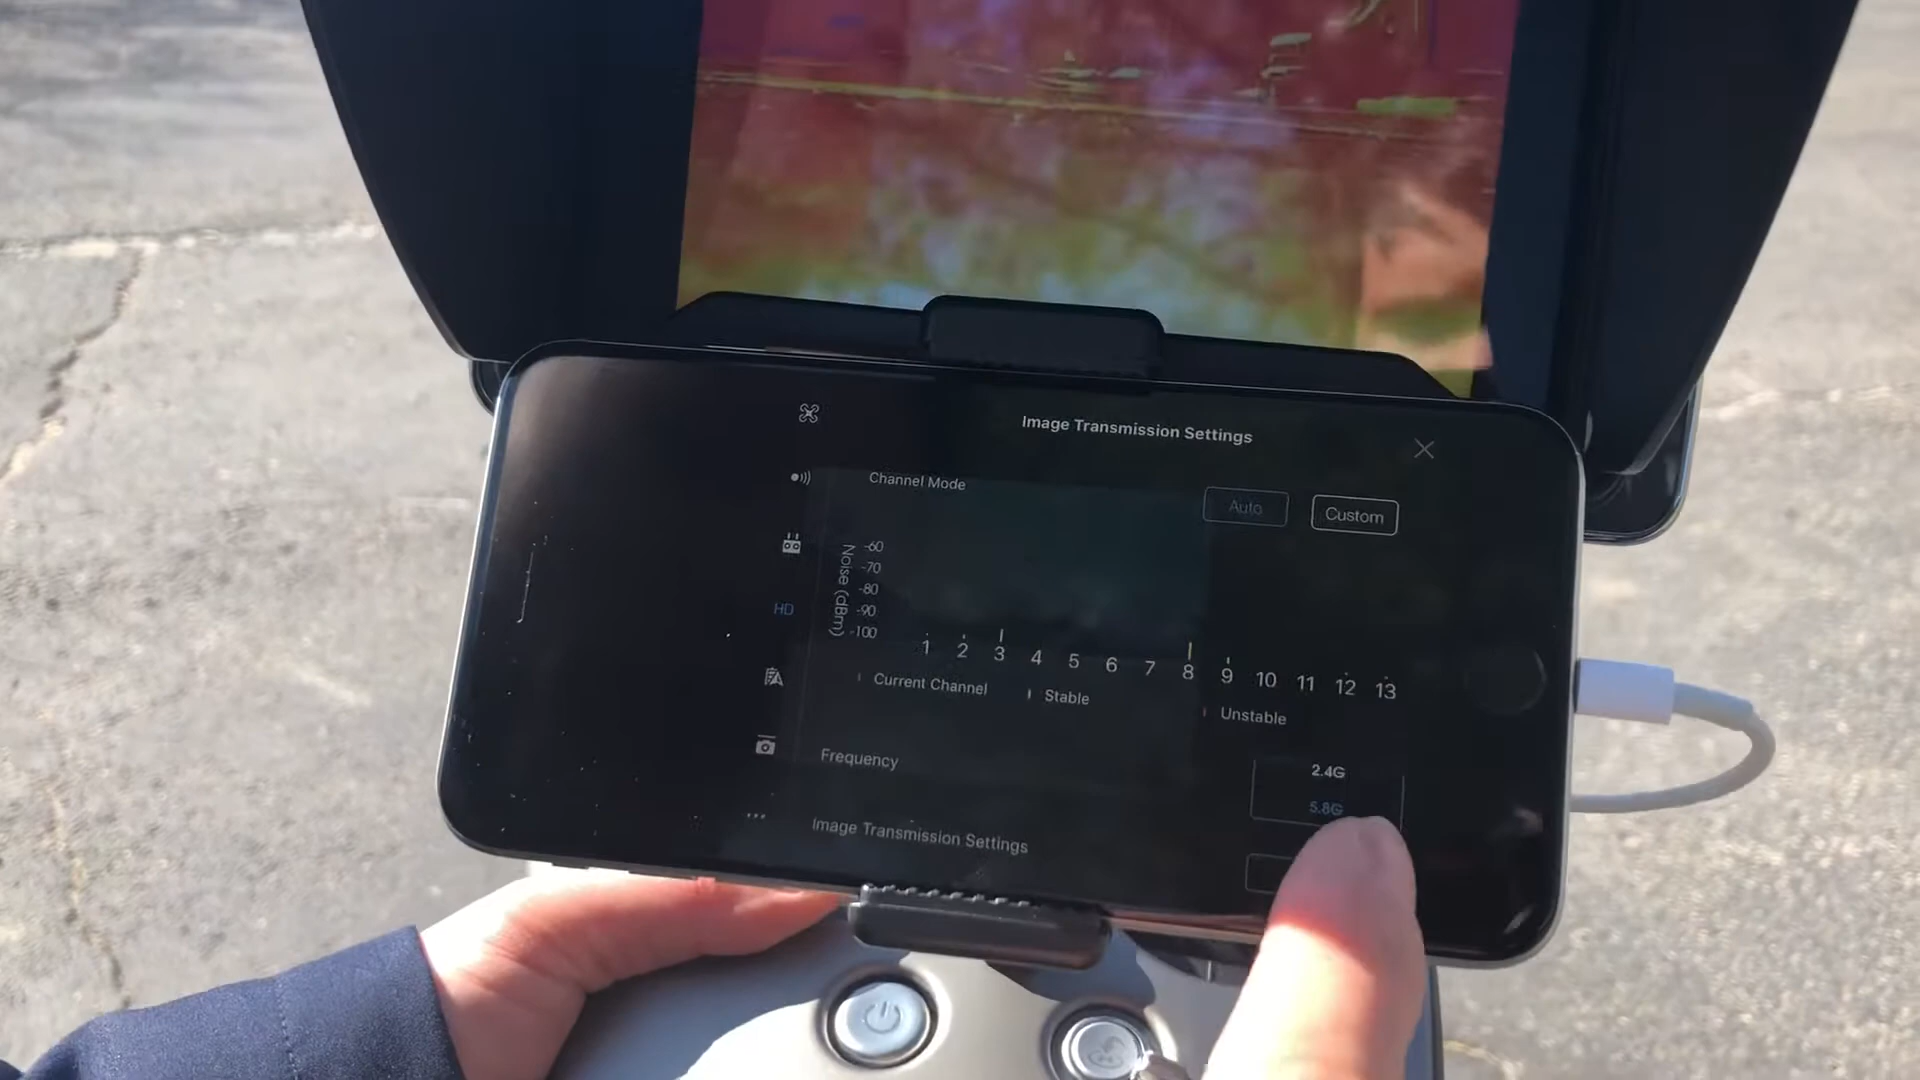 Image Transmission Settings
Channel Mode
Auto
Custom
Noise (dBm)
-60
-70
-80
-90
-100
1 2 3 4 5 6 7 8 9 10 11 12 13
Current Channel
Stable
Unstable
HD
Frequency
2.4G
5.8G
Image Transmission Settings